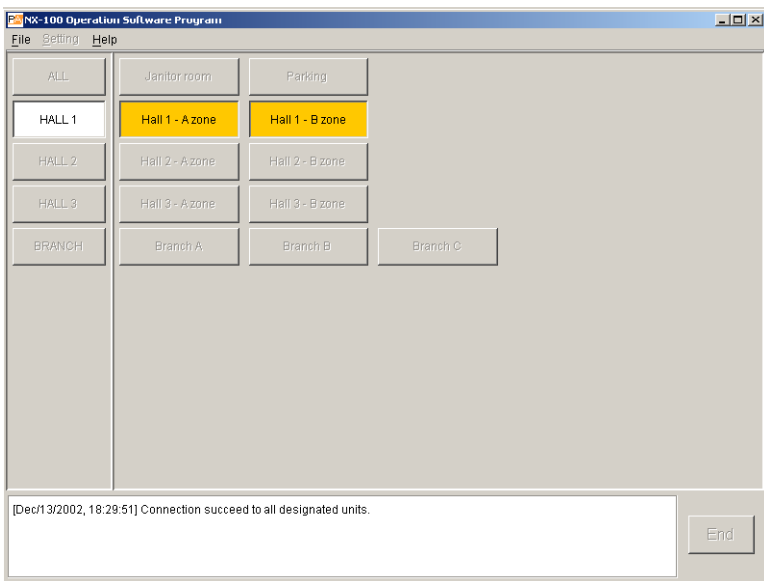 NX-100 Operation Software Program
File Setting Help
ALL Janitor room Parking
HALL 1 Hall 1 - A zone Hall 1 - B zone
HALL 2 Hall 2 - A zone Hall 2 - B zone
HALL 3 Hall 3 - A zone Hall 3 - B zone
BRANCH Branch A Branch B Branch C
[Dec/13/2002, 18:29:51] Connection succeed to all designated units.
End